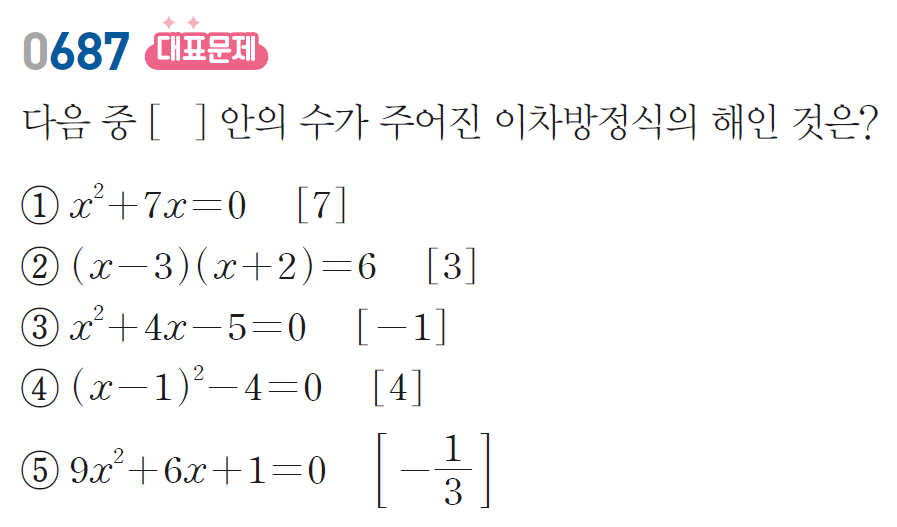 0687 대표문제
다음 중 [ ] 안의 수가 주어진 이차방정식의 해인 것은?
① x²+7x=0 [7]
② (x-3)(x+2)=6 [3]
③ x²+4x-5=0 [-1]
④ (x-1)²-4=0 [4]
⑤ 9x²+6x+1=0 [-1/3]